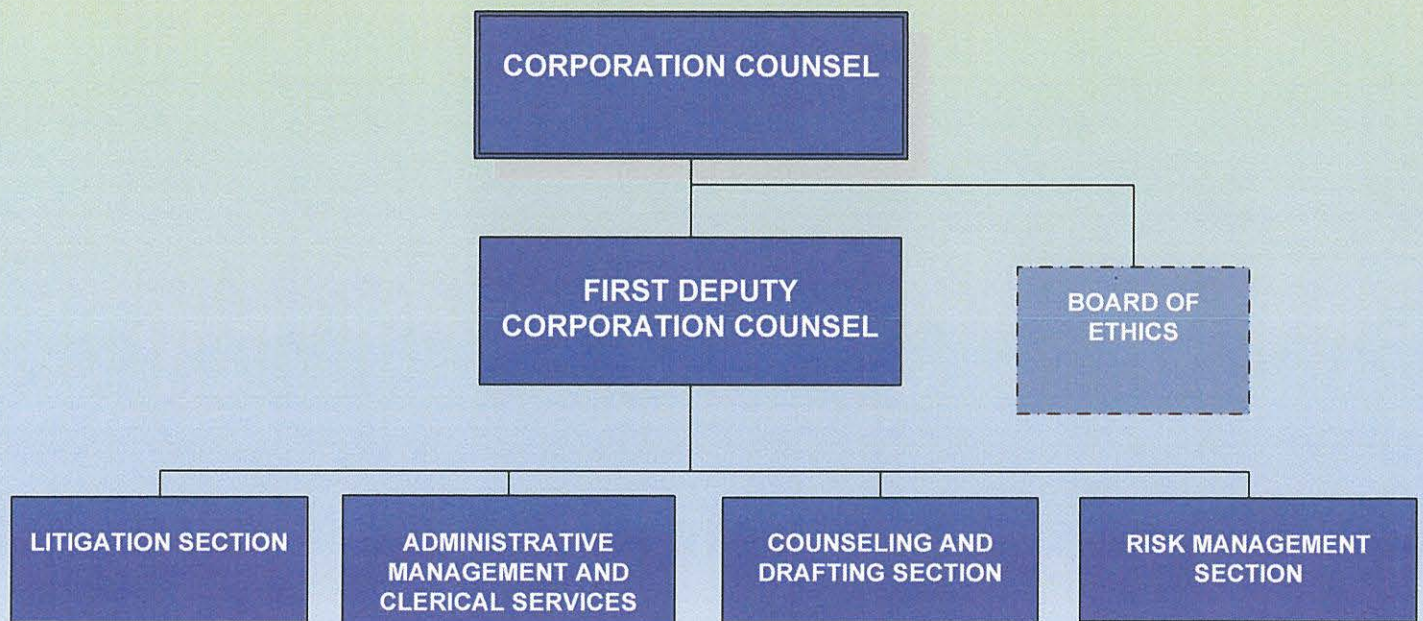 CORPORATION COUNSEL
FIRST DEPUTY
CORPORATION COUNSEL
BOARD OF
ETHICS
LITIGATION SECTION
ADMINISTRATIVE
MANAGEMENT AND
CLERICAL SERVICES
COUNSELING AND
DRAFTING SECTION
RISK MANAGEMENT
SECTION